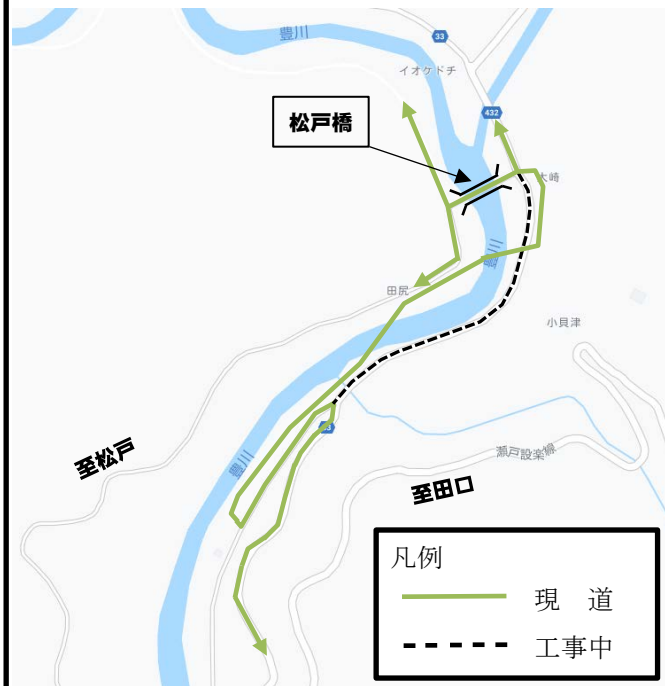 豊川
33
イオケドチ
松戸橋
432
大崎
豊川
田尻
小貝津
33
至松戸
豊川
瀬戸設楽線
至田口
凡例
現　道
工事中